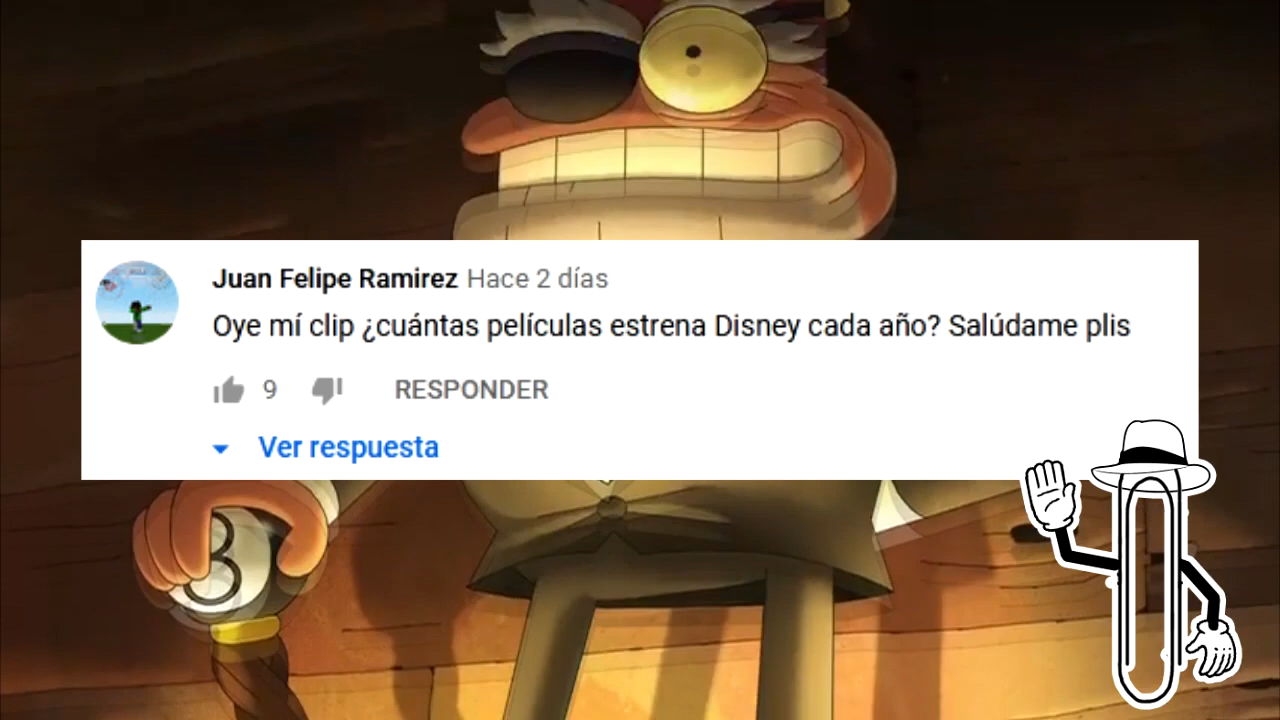 Juan Felipe Ramirez Hace 2 días
Oye mí clip ¿cuántas películas estrena Disney cada año? Salúdame plis
9 RESPONDER
Ver respuesta
8